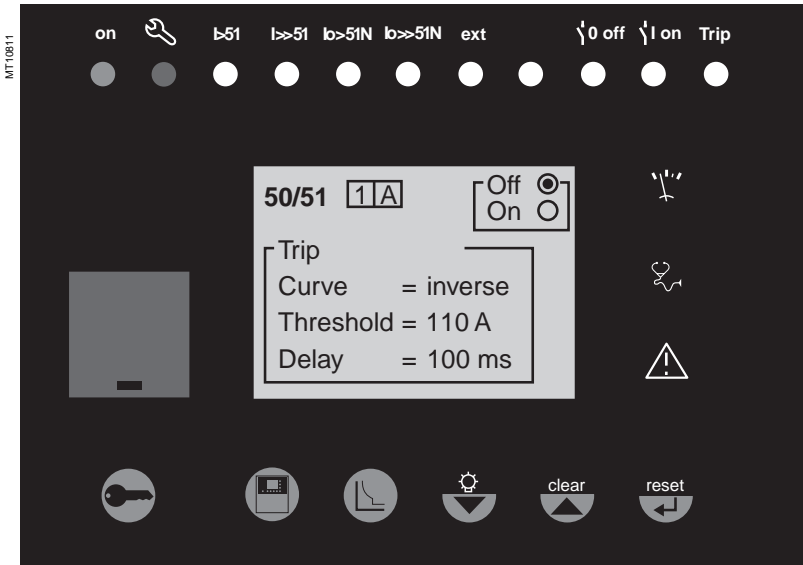 MT10811
on I>51 I>>51 Io>51N Io>>51N ext 0 off I on Trip
50/51 1 A
Off
On
Trip
Curve = inverse
Threshold = 110 A
Delay = 100 ms
clear reset